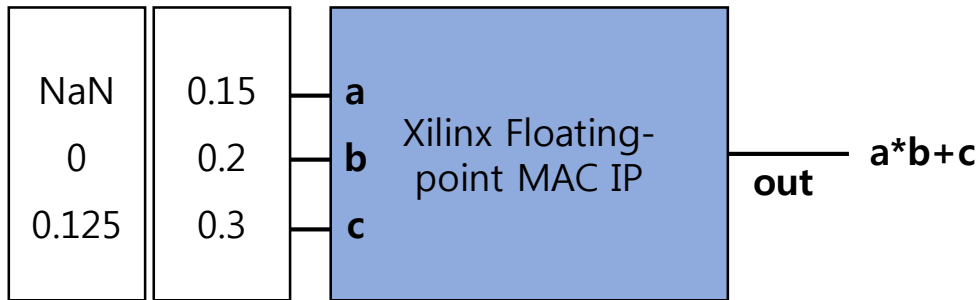 NaN
0
0.125
0.15
0.2
0.3
a
b
c
Xilinx Floating-
point MAC IP
out
a*b+c